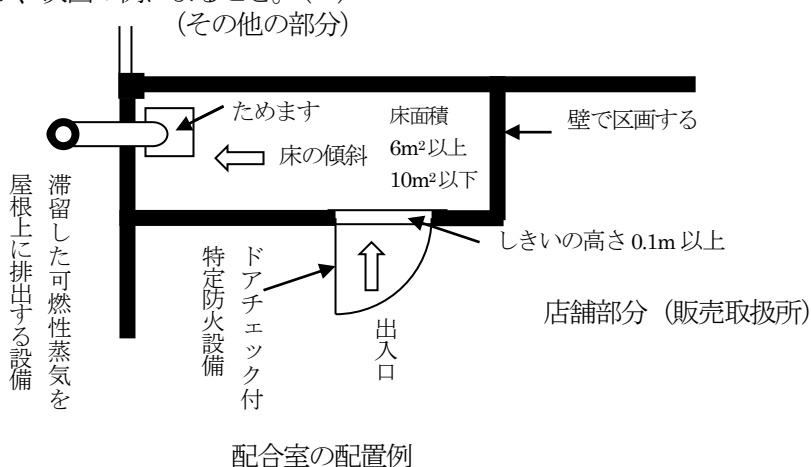 (その他の部分)
ためます
床面積
6m²以上
10m²以下
壁で区画する
床の傾斜
しきいの高さ 0.1m 以上
滞留した可燃性蒸気を
屋根上に排出する設備
ドアチェック付
特定防火設備
出入口
店舗部分(販売取扱所)
配合室の配置例